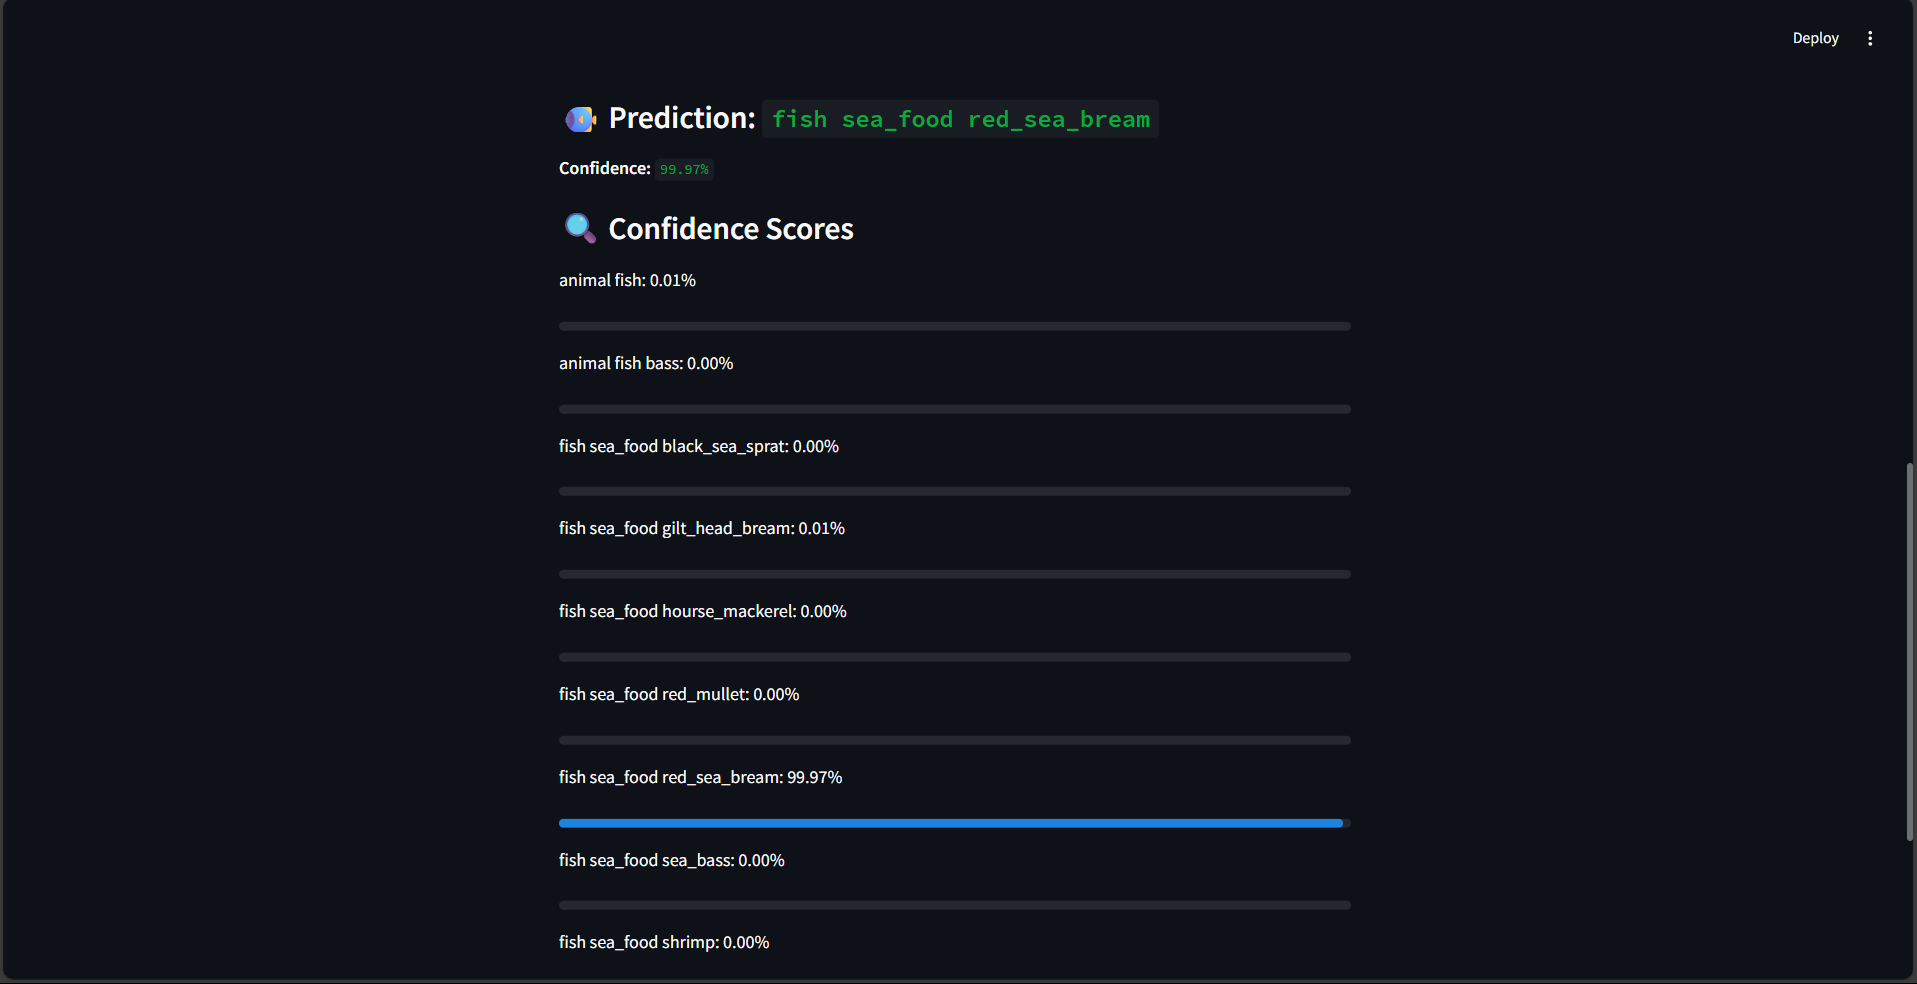 Deploy
Prediction: fish sea_food red_sea_bream
Confidence: 99.97%
Confidence Scores
animal fish: 0.01%
animal fish bass: 0.00%
fish sea_food black_sea_sprat: 0.00%
fish sea_food gilt_head_bream: 0.01%
fish sea_food hourse_mackerel: 0.00%
fish sea_food red_mullet: 0.00%
fish sea_food red_sea_bream: 99.97%
fish sea_food sea_bass: 0.00%
fish sea_food shrimp: 0.00%